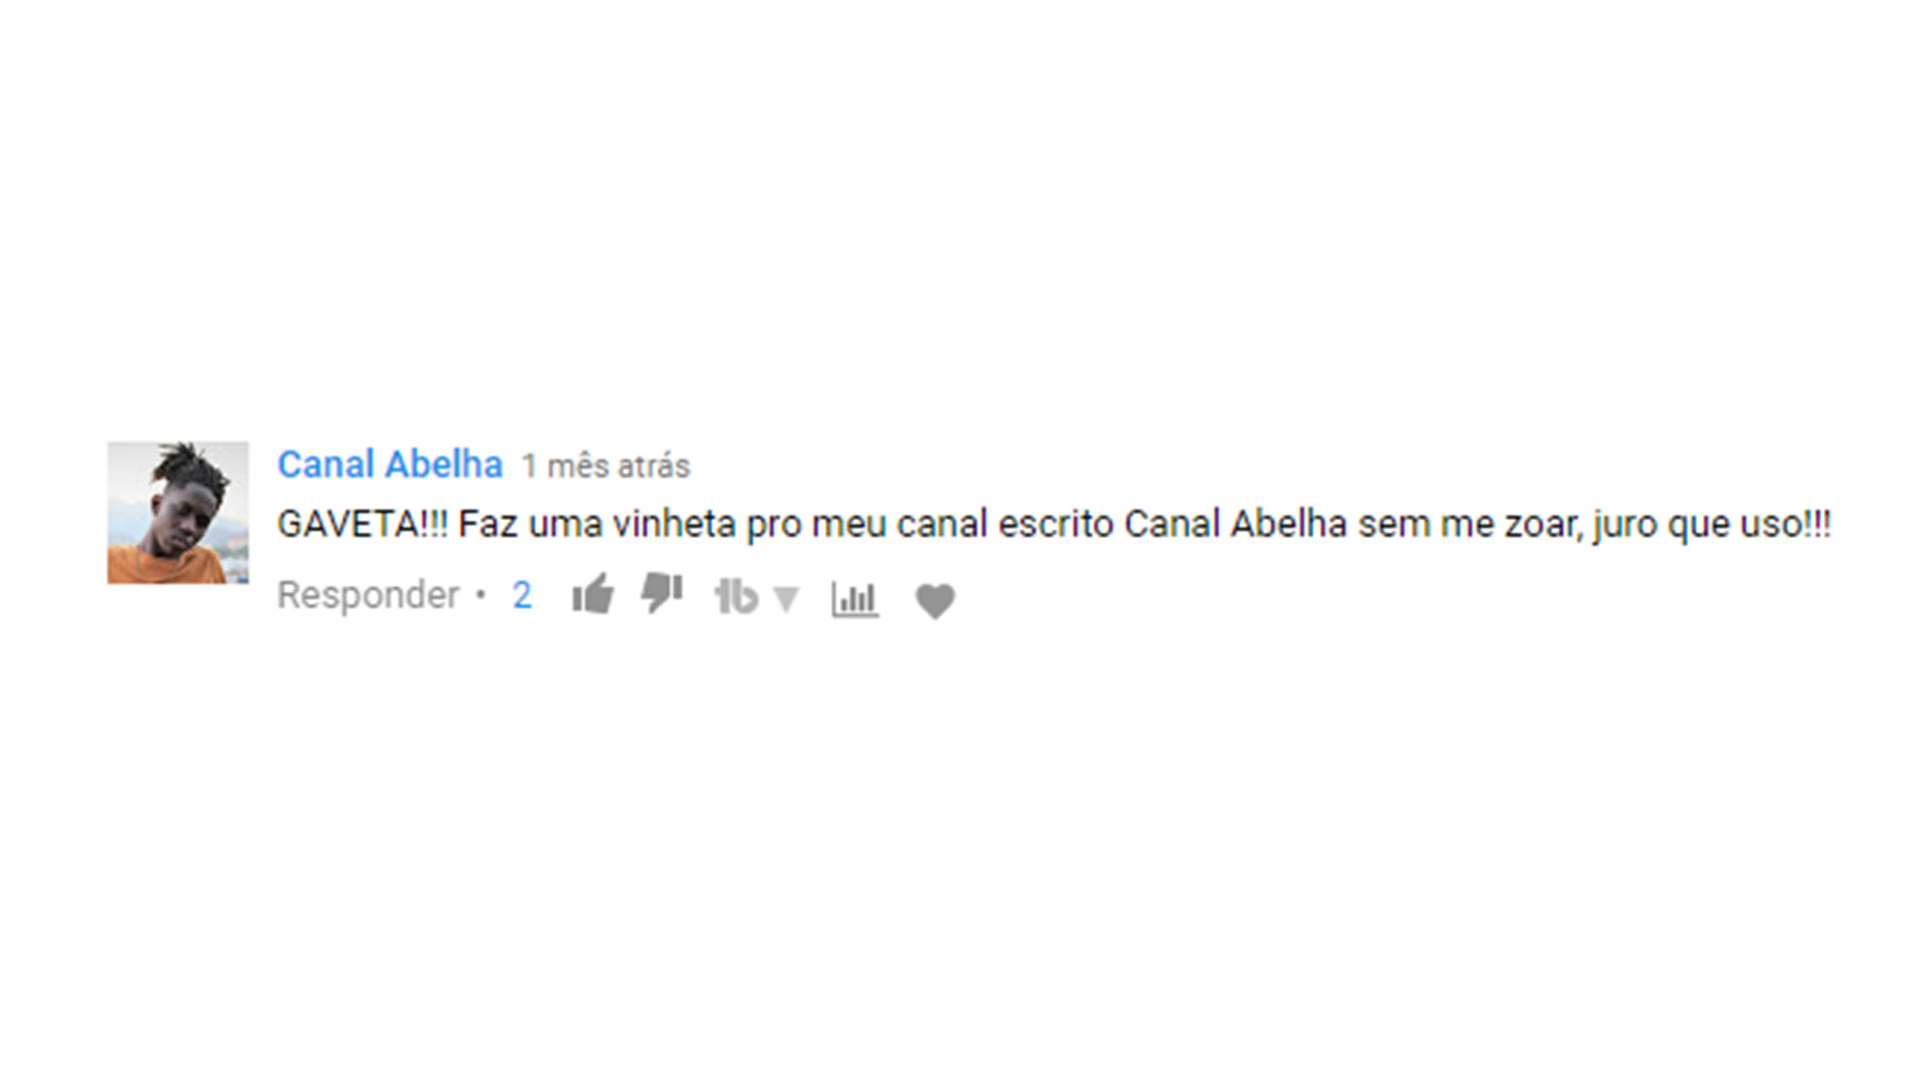 Canal Abelha 1 mês atrás
GAVETA!!! Faz uma vinheta pro meu canal escrito Canal Abelha sem me zoar, juro que uso!!!
Responder • 2 tb